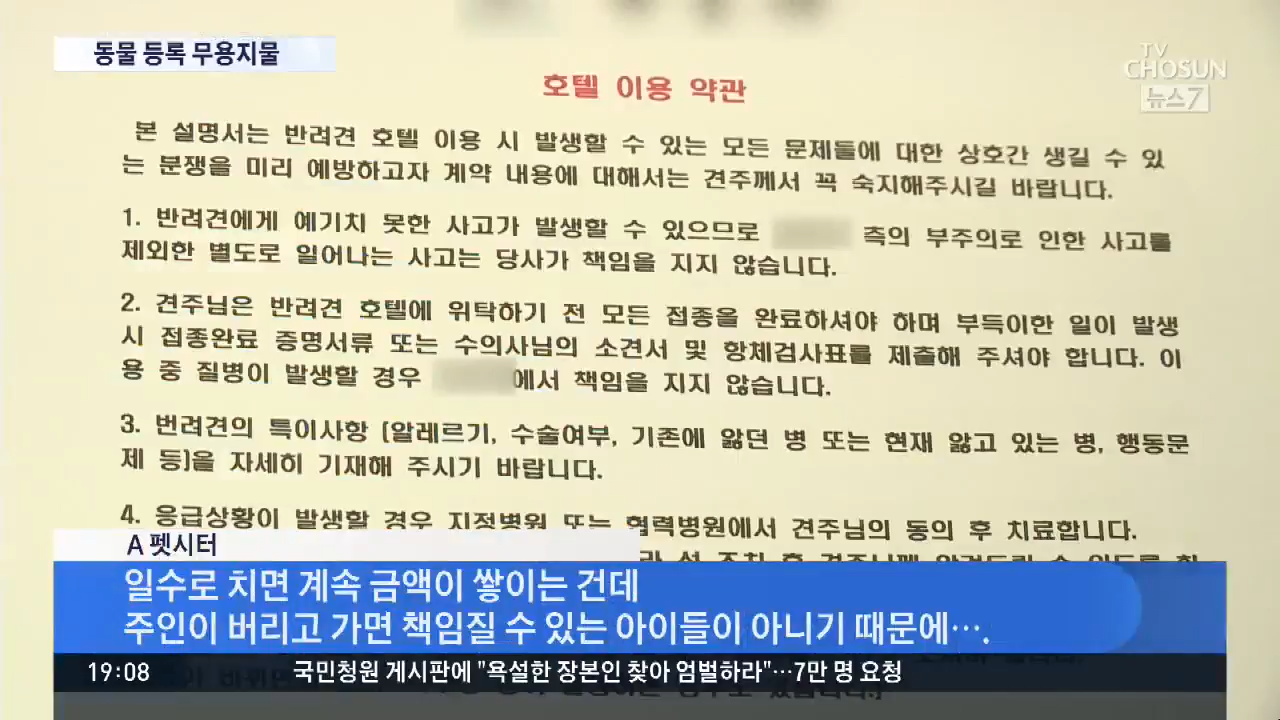 동물 등록 무용지물
TV
CHOSUN
뉴스7
호텔 이용 약관
본 설명서는 반려견 호텔 이용 시 발생할 수 있는 모든 문제들에 대한 상호간 생길 수 있
는 분쟁을 미리 예방하고자 계약 내용에 대해서는 견주께서 꼭 숙지해주시길 바랍니다.
1. 반려견에게 예기치 못한 사고가 발생할 수 있으므로 측의 부주의로 인한 사고를
제외한 별도로 일어나는 사고는 당사가 책임을 지지 않습니다.
2. 견주님은 반려견 호텔에 위탁하기 전 모든 접종을 완료하셔야 하며 부득이한 일이 발생
시 접종완료 증명서류 또는 수의사님의 소견서 및 항체검사표를 제출해 주셔야 합니다. 이
용 중 질병이 발생할 경우 에서 책임을 지지 않습니다.
3. 번려견의 특이사항 (알레르기, 수술여부, 기존에 앓던 병 또는 현재 앓고 있는 병, 행동문
제 등)을 자세히 기재해 주시기 바랍니다.
4. 응급상황이 발생할 경우 지정병원 또는 협력병원에서 견주님의 동의 후 치료합니다.
A 펫시터
일수로 치면 계속 금액이 쌓이는 건데
주인이 버리고 가면 책임질 수 있는 아이들이 아니기 때문에….
19:08 국민청원 게시판에 "욕설한 장본인 찾아 엄벌하라"…7만 명 요청